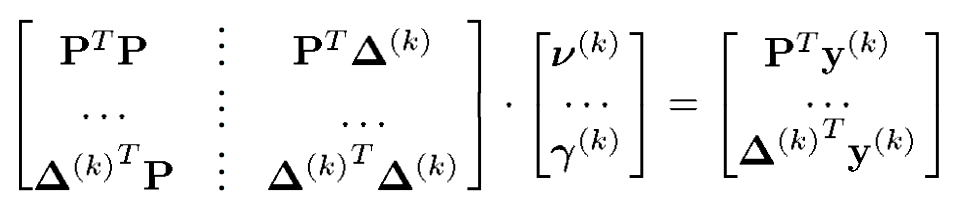 [ 𝐏ᵀ𝐏 ⋮ 𝐏ᵀ𝚫⁽ᵏ⁾ ] [ 𝛎⁽ᵏ⁾ ] [ 𝐏ᵀ𝐲⁽ᵏ⁾ ]
[ … ⋮ … ] · [ … ] = [ … ]
[ 𝚫⁽ᵏ⁾ᵀ𝐏 ⋮ 𝚫⁽ᵏ⁾ᵀ𝚫⁽ᵏ⁾ ] [ 𝛄⁽ᵏ⁾ ] [ 𝚫⁽ᵏ⁾ᵀ𝐲⁽ᵏ⁾ ]